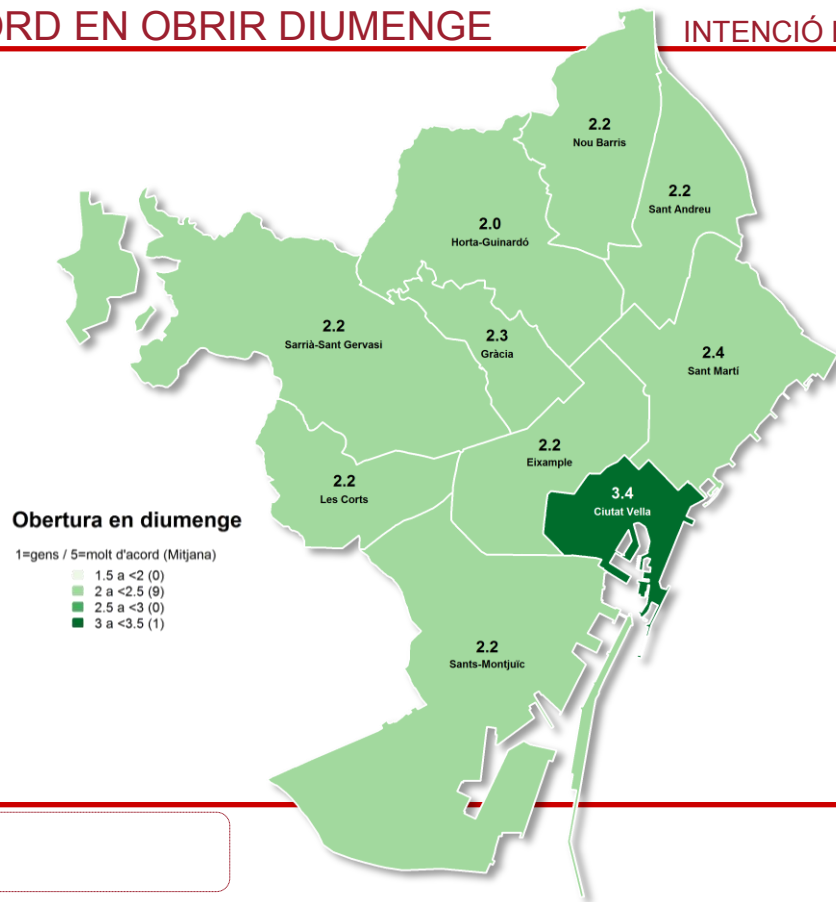 ORD EN OBRIR DIUMENGE
INTENCIÓ
2.2
Nou Barris
2.2
Sant Andreu
2.0
Horta-Guinardó
2.2
Sarrià-Sant Gervasi
2.3
Gràcia
2.4
Sant Martí
2.2
Eixample
2.2
Les Corts
3.4
Ciutat Vella
Obertura en diumenge
1=gens / 5=molt d'acord (Mitjana)
1.5 a <2 (0)
2 a <2.5 (9)
2.5 a <3 (0)
3 a <3.5 (1)
2.2
Sants-Montjuïc